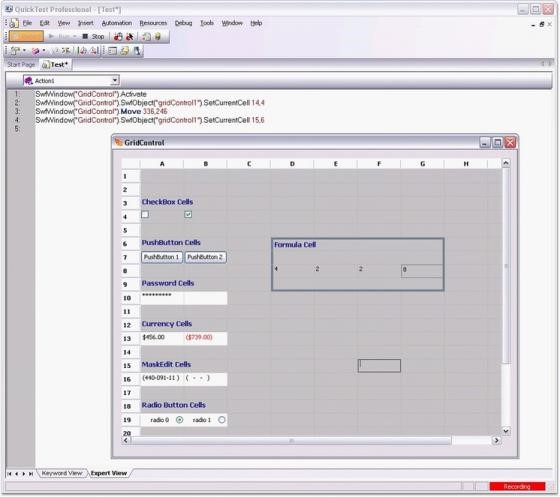 QuickTest Professional - [Test*]
File Edit View Insert Automation Resources Debug Tools Window Help
Run Stop
Start Page Test*
Action1
1: SwfWindow("GridControl").Activate
2: SwfWindow("GridControl").SwfObject("gridControl1").SetCurrentCell 14,4
3: SwfWindow("GridControl").Move 336,246
4: SwfWindow("GridControl").SwfObject("gridControl1").SetCurrentCell 15,6
5:
GridControl
A B C D E F G H
1
2
3 CheckBox Cells
4
5
6 PushButton Cells Formula Cell
7 PushButton 1 PushButton 2
8 4 2 2 8
9 Password Cells
10 *********
11
12 Currency Cells
13 $456.00 ($739.00)
14
15 MaskEdit Cells
16 (440-091-11 ) ( - - )
17
18 Radio Button Cells
19 radio 0 radio 1
20
Keyword View Expert View
Recording